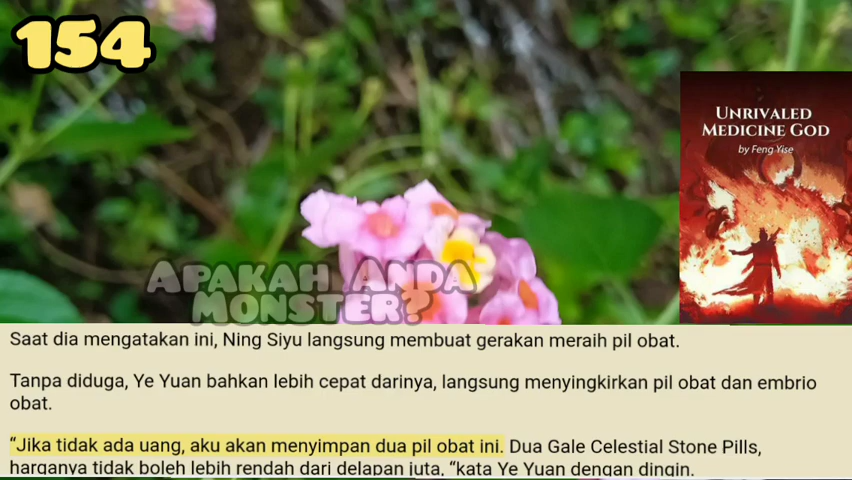 154
UNRIVALED
MEDICINE GOD
by Feng Yise
APAKAH ANDA
MONSTER?
Saat dia mengatakan ini, Ning Siyu langsung membuat gerakan meraih pil obat.
Tanpa diduga, Ye Yuan bahkan lebih cepat darinya, langsung menyingkirkan pil obat dan embrio
obat.
“Jika tidak ada uang, aku akan menyimpan dua pil obat ini. Dua Gale Celestial Stone Pills,
harganya tidak boleh lebih rendah dari delapan juta, “kata Ye Yuan dengan dingin.